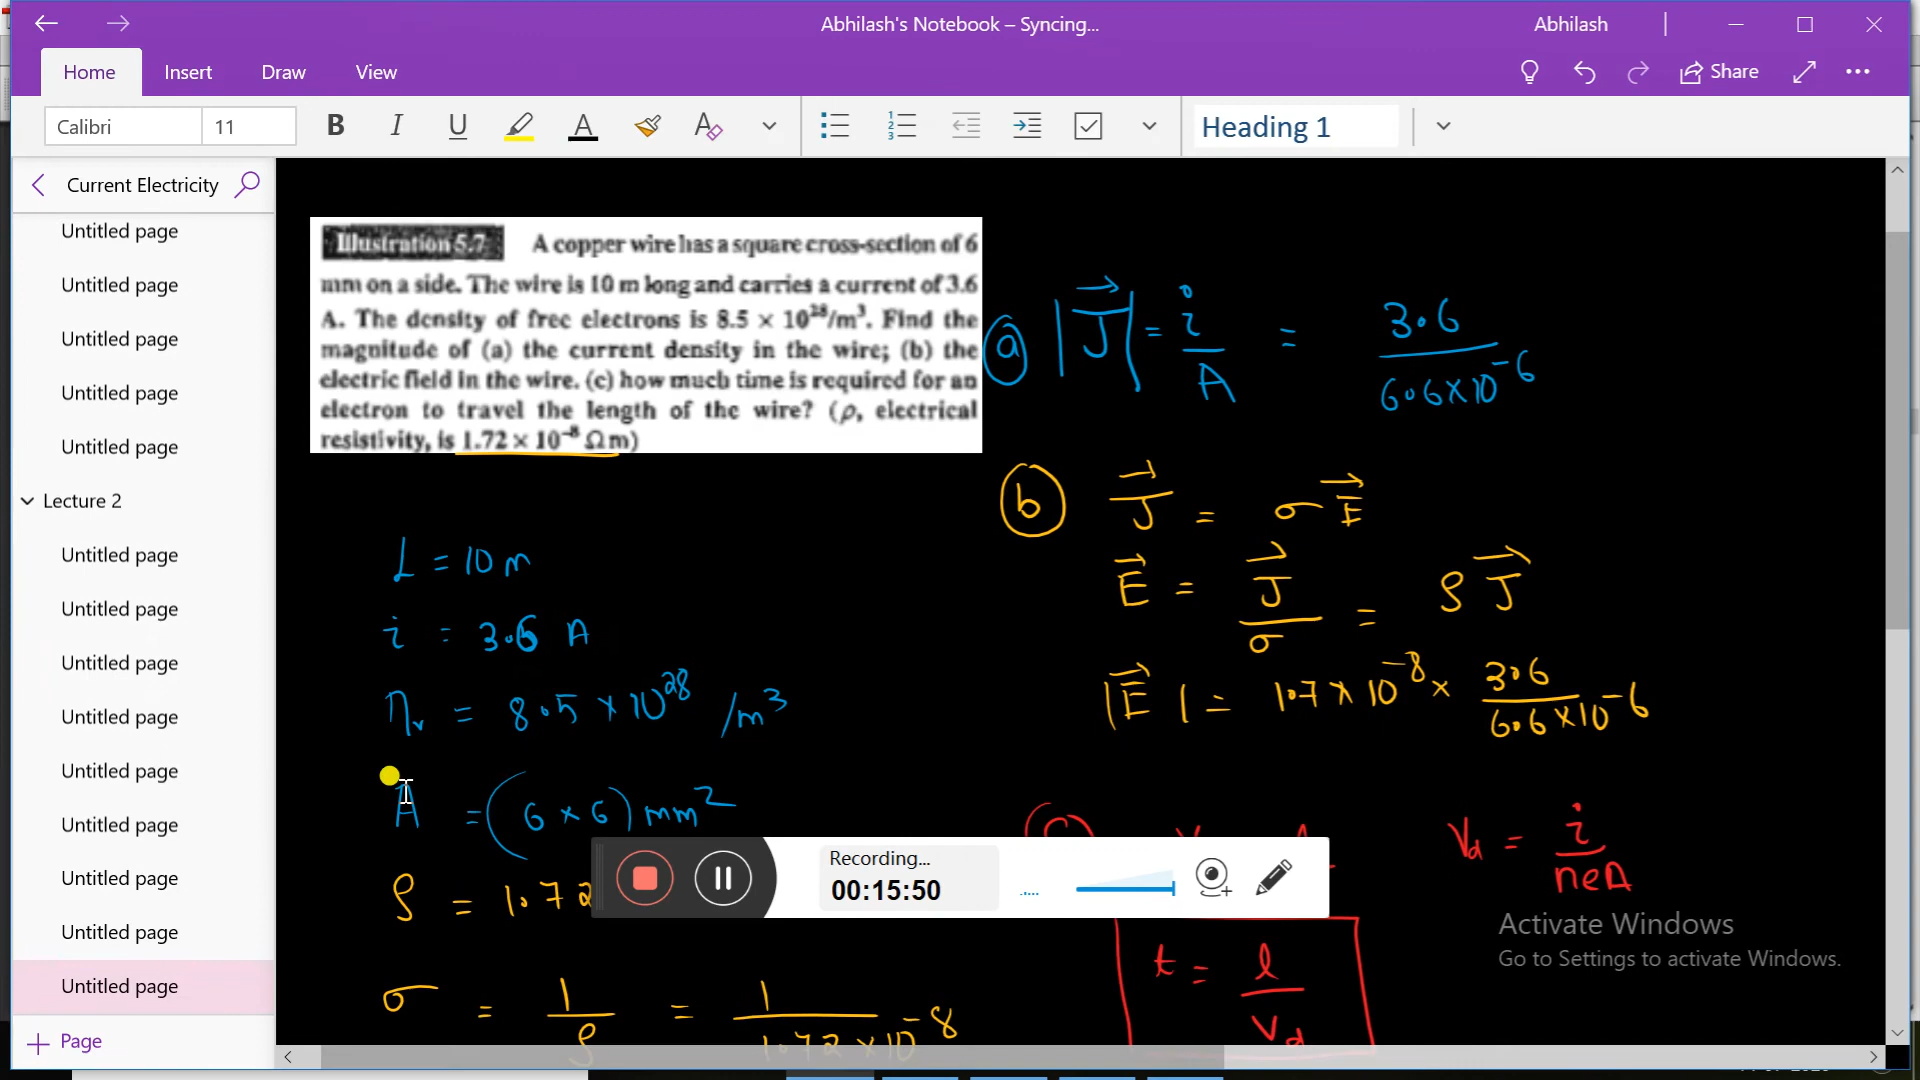 Abhilash's Notebook – Syncing...
Abhilash
Home
Insert
Draw
View
Share
Calibri
11
B
I
U
A
A
Heading 1
Current Electricity
Untitled page
Untitled page
Untitled page
Untitled page
Untitled page
Lecture 2
Untitled page
Untitled page
Untitled page
Untitled page
Untitled page
Untitled page
Untitled page
Untitled page
Untitled page
Page
Illustration 5.7 A copper wire has a square cross-section of 6
mm on a side. The wire is 10 m long and carries a current of 3.6
A. The density of free electrons is 8.5 × 10²⁸/m³. Find the
magnitude of (a) the current density in the wire; (b) the
electric field in the wire. (c) how much time is required for an
electron to travel the length of the wire? (ρ, electrical
resistivity, is 1.72 × 10⁻⁸ Ω m)
L = 10 m
i = 3.6 A
= 8.5 × 10²⁸ /m³
A = (6 × 6) mm²
ρ = 1.72
σ = 1/ρ = 1/1.72 × 10⁻⁸
a |J⃗| = i/A = 3.6/6.6×10⁻⁶
b J⃗ = σ E⃗
E⃗ = J⃗/σ = ρ J⃗
|E⃗| = 1.7 × 10⁻⁸ × 3.6/6.6×10⁻⁶
Vd = i/neA
t = l/Vd
Recording...
00:15:50
Activate Windows
Go to Settings to activate Windows.